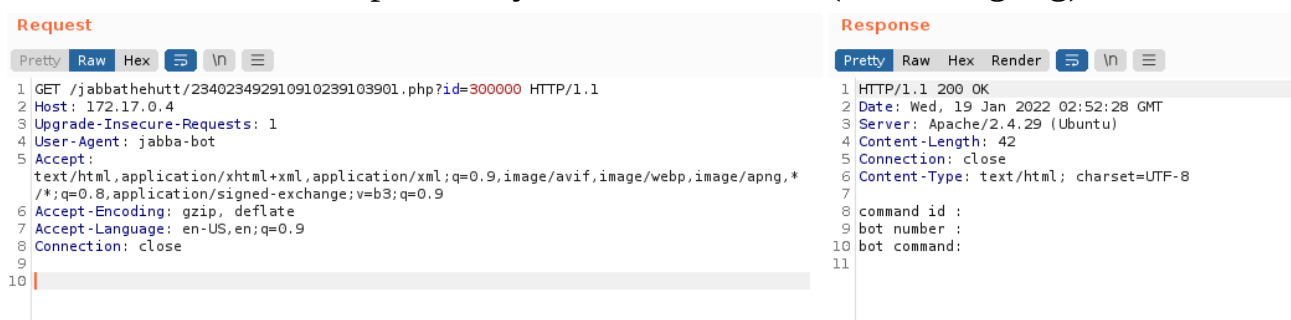 Request
Response
Pretty Raw Hex \n
Pretty Raw Hex Render \n
1 GET /jabbathehutt/234023492910910239103901.php?id=300000 HTTP/1.1
2 Host: 172.17.0.4
3 Upgrade-Insecure-Requests: 1
4 User-Agent: jabba-bot
5 Accept:
text/html,application/xhtml+xml,application/xml;q=0.9,image/avif,image/webp,image/apng,*
/*;q=0.8,application/signed-exchange;v=b3;q=0.9
6 Accept-Encoding: gzip, deflate
7 Accept-Language: en-US,en;q=0.9
8 Connection: close
9
10
1 HTTP/1.1 200 OK
2 Date: Wed, 19 Jan 2022 02:52:28 GMT
3 Server: Apache/2.4.29 (Ubuntu)
4 Content-Length: 42
5 Connection: close
6 Content-Type: text/html; charset=UTF-8
7
8 command id :
9 bot number :
10 bot command:
11